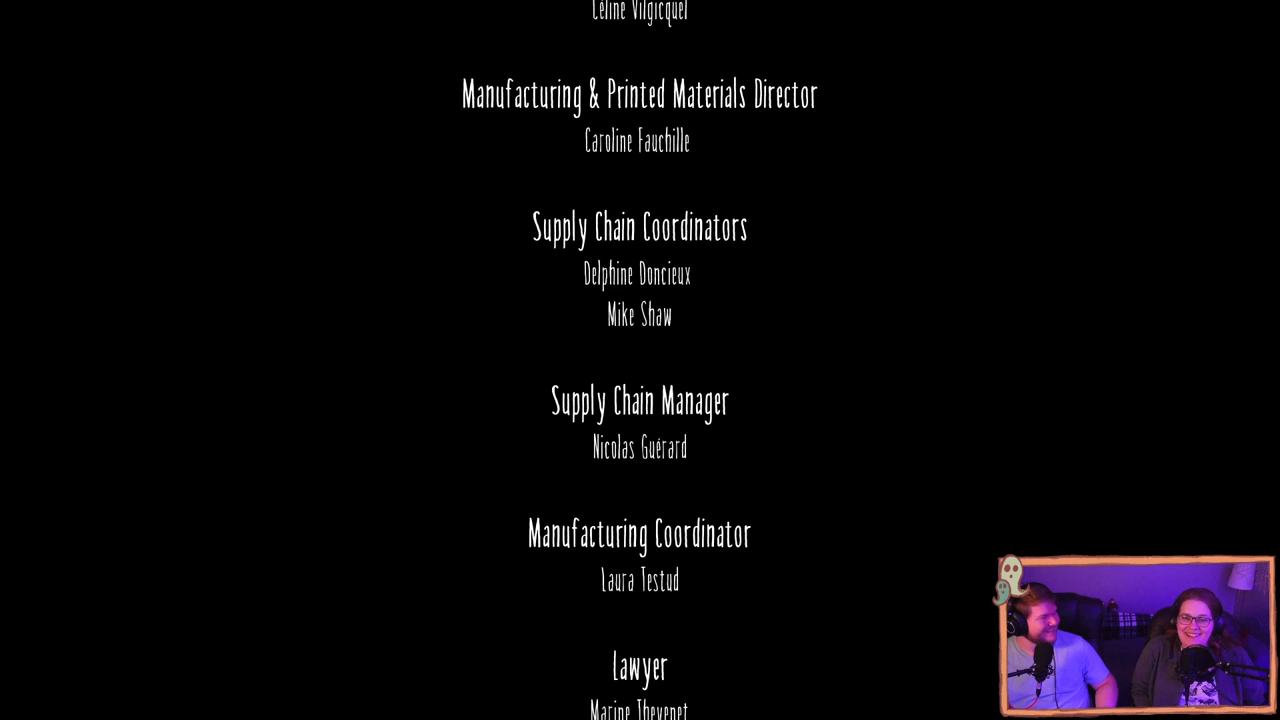 Céline Vilgicquel
Manufacturing & Printed Materials Director
Caroline Fauchille
Supply Chain Coordinators
Delphine Doncieux
Mike Shaw
Supply Chain Manager
Nicolas Guérard
Manufacturing Coordinator
Laura Testud
Lawyer
Marine Thevenet